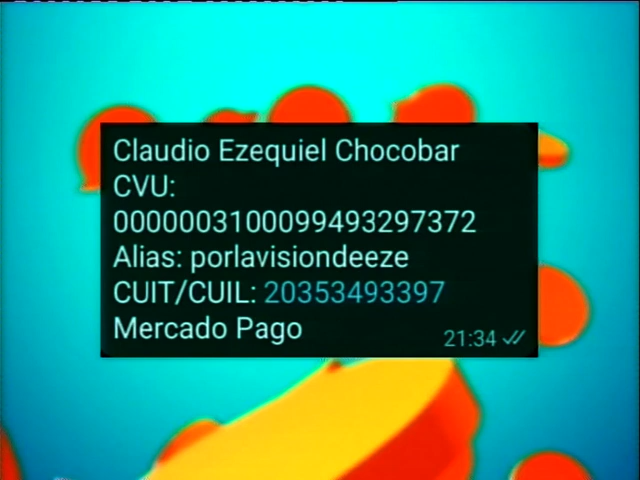 Claudio Ezequiel Chocobar
CVU:
0000003100099493297372
Alias: porlavisiondeeze
CUIT/CUIL: 20353493397
Mercado Pago
21:34